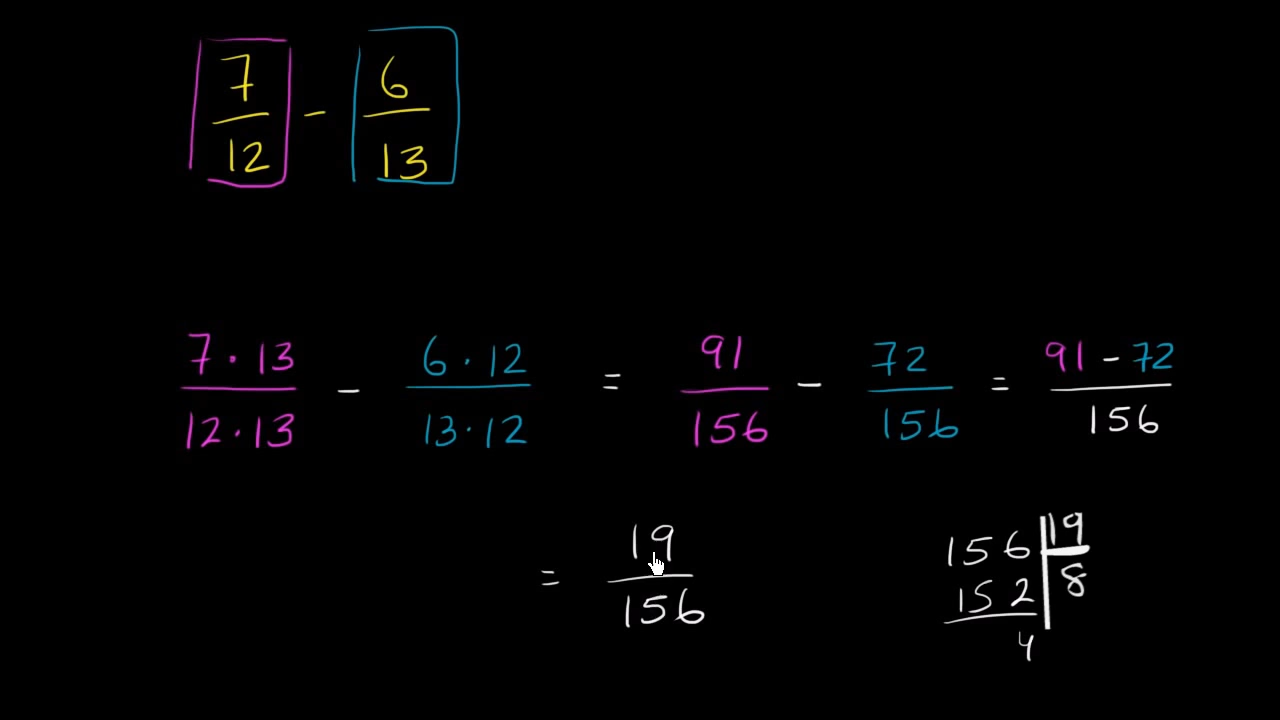 7/12 - 6/13
7·13/12·13 - 6·12/13·12 = 91/156 - 72/156 = 91-72/156
= 19/156
156 | 19
152 | 8
4